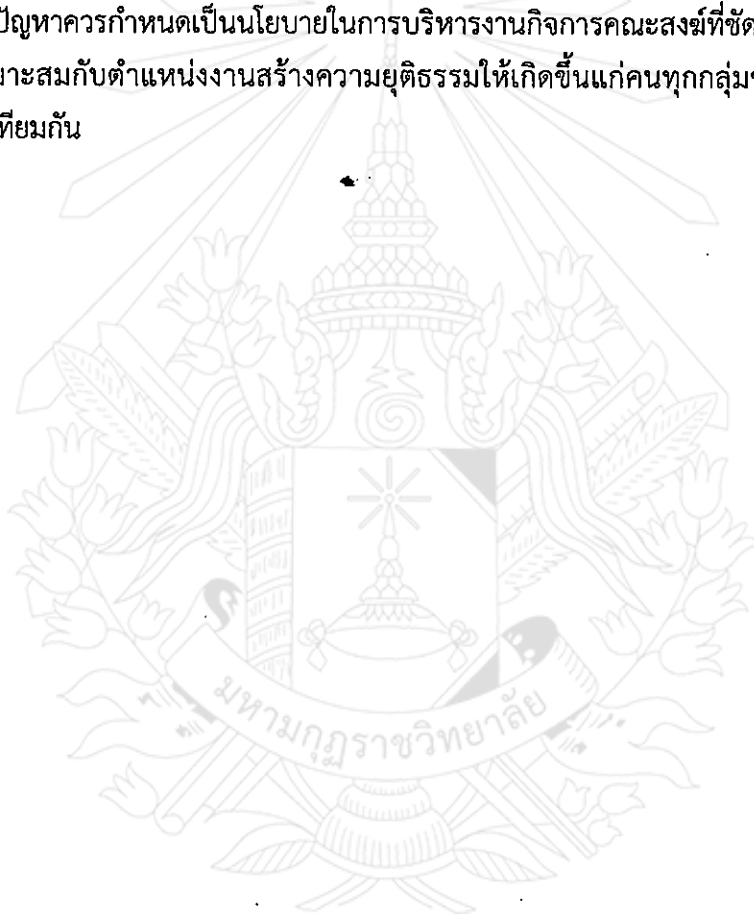 ปัญหาควรกำหนดเป็นนโยบายในการบริหารงานกิจการคณะสงฆ์ที่ชัด
มาะสมกับตำแหน่งงานสร้างความยุติธรรมให้เกิดขึ้นแก่คนทุกกลุ่ม
ทียมกัน
มหามกุฏราชวิทยาลัย